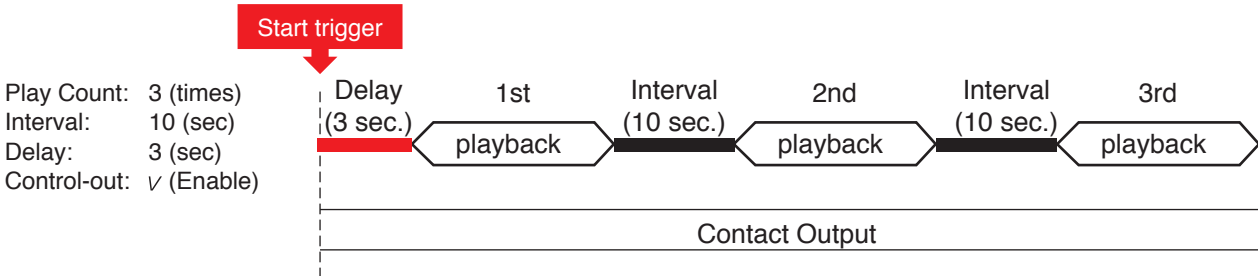 Start trigger
Play Count: 3 (times)
Interval: 10 (sec)
Delay: 3 (sec)
Control-out: √ (Enable)
Delay
(3 sec.)
1st
playback
Interval
(10 sec.)
2nd
playback
Interval
(10 sec.)
3rd
playback
Contact Output